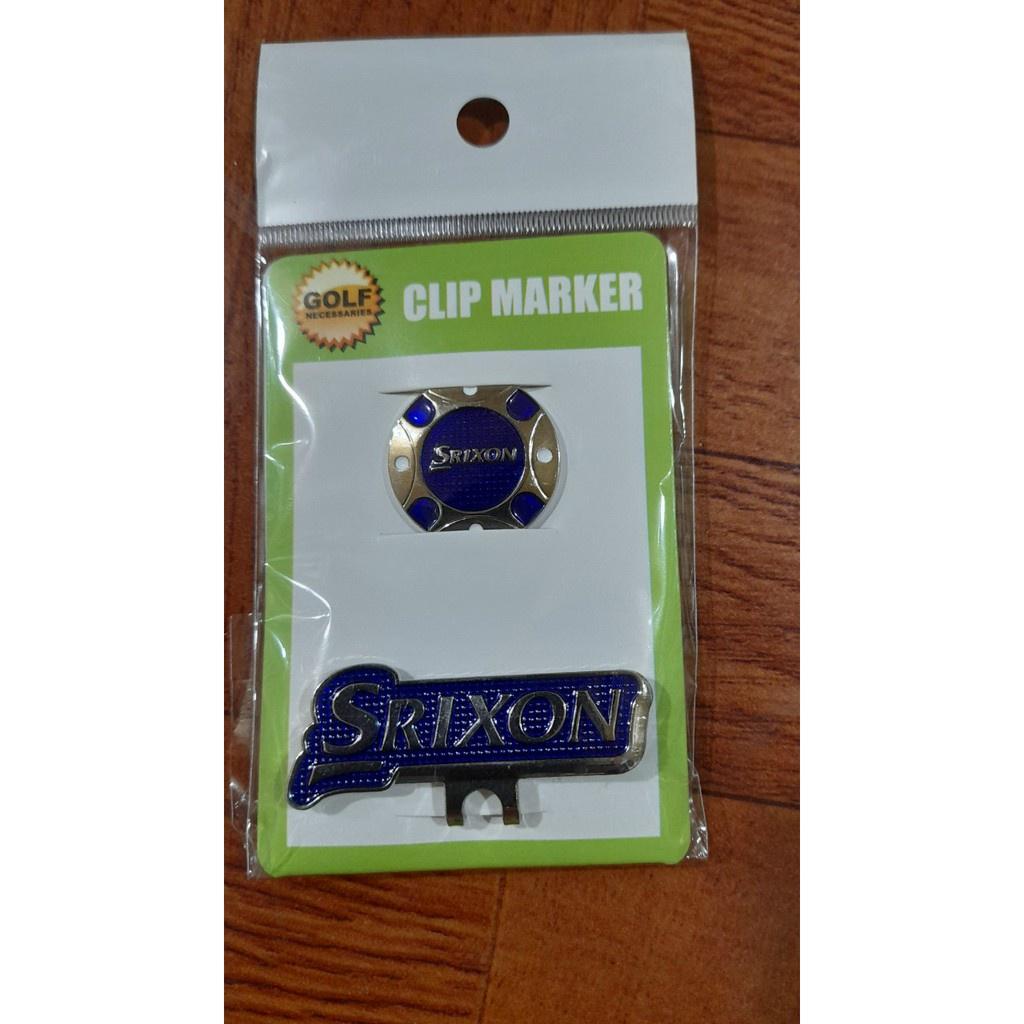 GOLF
NECESSARIES
CLIP MARKER
SRIXON
SRIXON